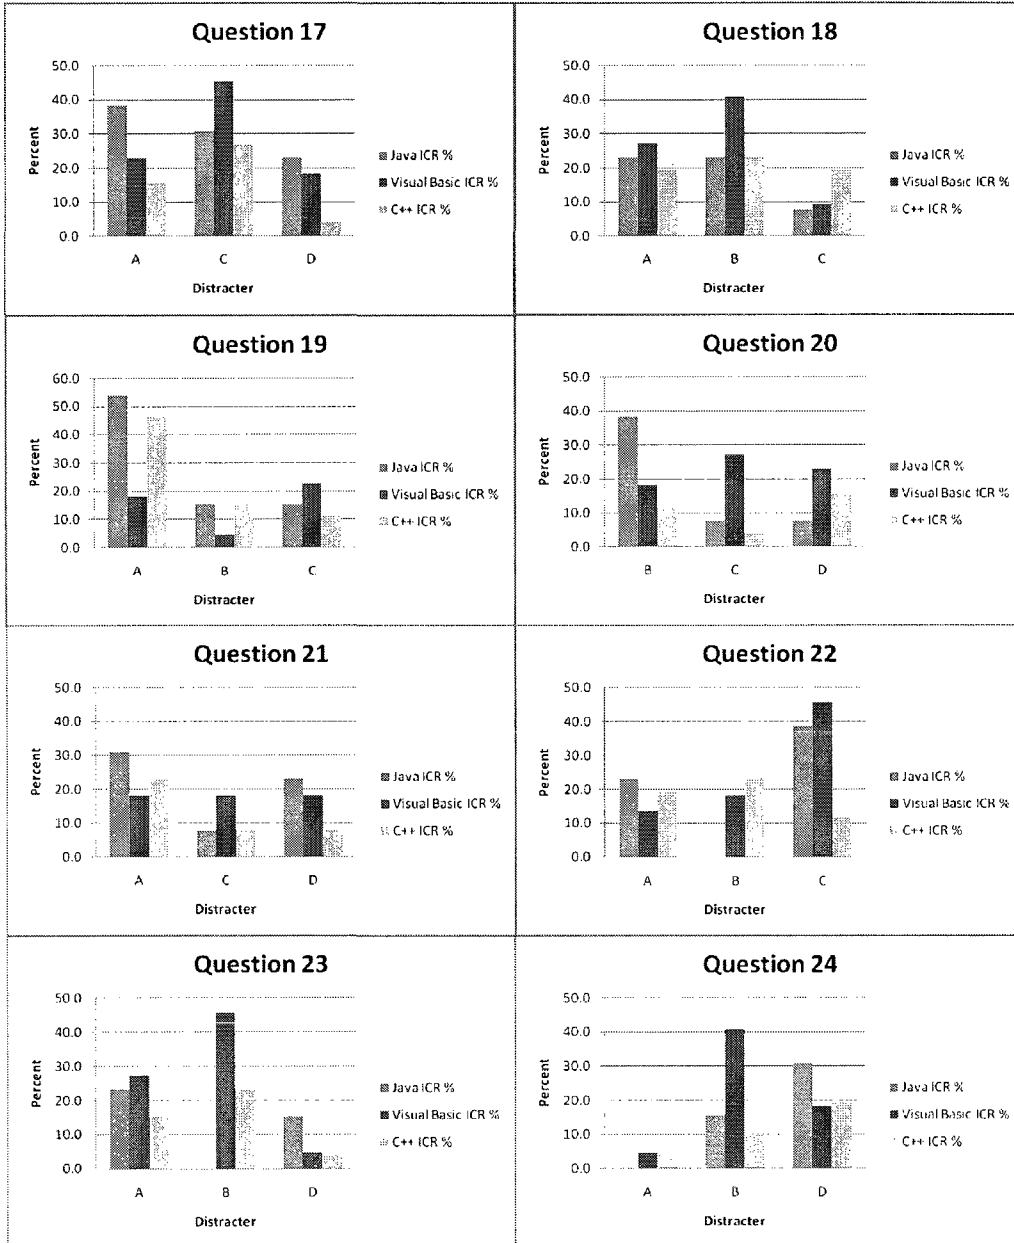 Question 17
50.0
40.0
30.0
20.0
10.0
0.0
Percent
A C D
Distracter
Java ICR %
Visual Basic ICR %
C++ ICR %
Question 18
50.0
40.0
30.0
20.0
10.0
0.0
Percent
A B C
Distracter
Java ICR %
Visual Basic ICR %
C++ ICR %
Question 19
60.0
50.0
40.0
30.0
20.0
10.0
0.0
Percent
A B C
Distracter
Java ICR %
Visual Basic ICR %
C++ ICR %
Question 20
50.0
40.0
30.0
20.0
10.0
0.0
Percent
B C D
Distracter
Java ICR %
Visual Basic ICR %
C++ ICR %
Question 21
50.0
40.0
30.0
20.0
10.0
0.0
Percent
A C D
Distracter
Java ICR %
Visual Basic ICR %
C++ ICR %
Question 22
50.0
40.0
30.0
20.0
10.0
0.0
Percent
A B C
Distracter
Java ICR %
Visual Basic ICR %
C++ ICR %
Question 23
50.0
40.0
30.0
20.0
10.0
0.0
Percent
A B D
Distracter
Java ICR %
Visual Basic ICR %
C++ ICR %
Question 24
50.0
40.0
30.0
20.0
10.0
0.0
Percent
A B D
Distracter
Java ICR %
Visual Basic ICR %
C++ ICR %